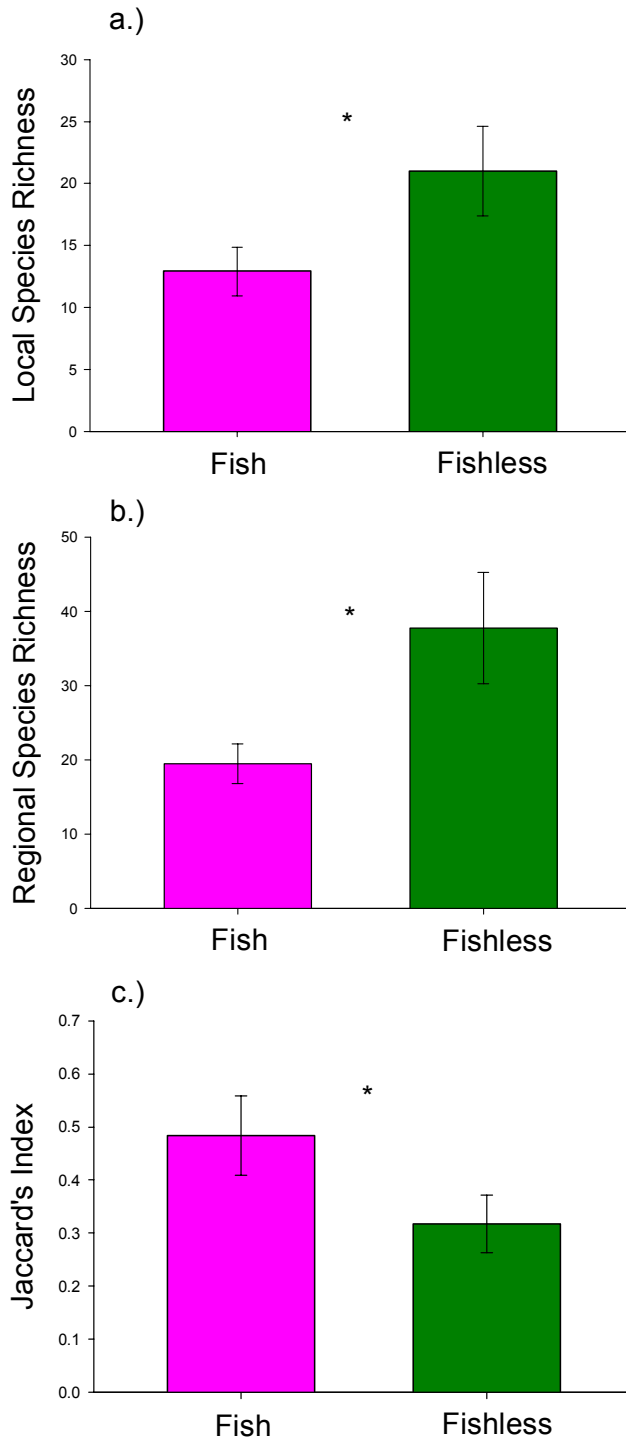 a.)
Local Species Richness
30
25
20
15
10
5
0
*
Fish
Fishless
b.)
Regional Species Richness
50
40
30
20
10
0
*
Fish
Fishless
c.)
Jaccard's Index
0.7
0.6
0.5
0.4
0.3
0.2
0.1
0.0
*
Fish
Fishless